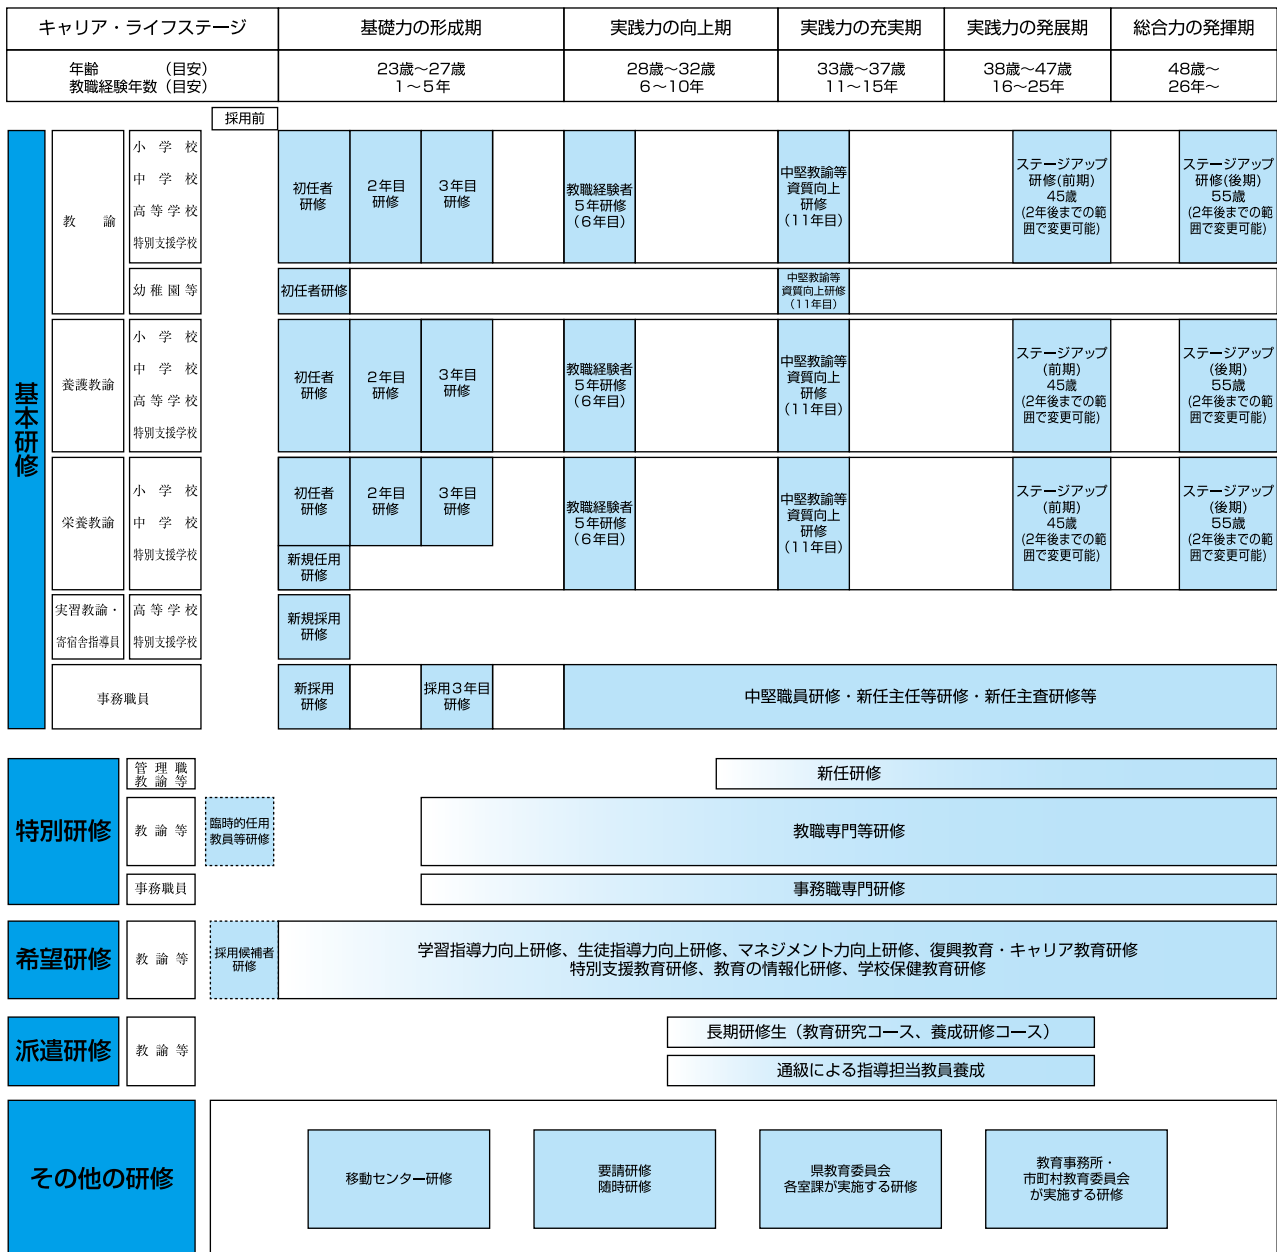 キャリア・ライフステージ
基礎力の形成期
実践力の向上期
実践力の充実期
実践力の発展期
総合力の発揮期
年齢　　　　（目安）
教職経験年数（目安）
23歳～27歳
1～5年
28歳～32歳
6～10年
33歳～37歳
11～15年
38歳～47歳
16～25年
48歳～
26年～
採用前
基本研修
教諭
小学校
中学校
高等学校
特別支援学校
初任者
研修
2年目
研修
3年目
研修
教職経験者
5年研修
（6年目）
中堅教諭等
資質向上
研修
（11年目）
ステージアップ
研修(前期)
45歳
(2年後までの範
囲で変更可能)
ステージアップ
研修(後期)
55歳
(2年後までの範
囲で変更可能)
幼稚園等
初任者研修
中堅教諭等
資質向上研修
（11年目）
養護教諭
小学校
中学校
高等学校
特別支援学校
初任者
研修
2年目
研修
3年目
研修
教職経験者
5年研修
（6年目）
中堅教諭等
資質向上
研修
（11年目）
ステージアップ
(前期)
45歳
(2年後までの範
囲で変更可能)
ステージアップ
(後期)
55歳
(2年後までの範
囲で変更可能)
栄養教諭
小学校
中学校
特別支援学校
初任者
研修
2年目
研修
3年目
研修
新規任用
研修
教職経験者
5年研修
（6年目）
中堅教諭等
資質向上
研修
（11年目）
ステージアップ
(前期)
45歳
(2年後までの範
囲で変更可能)
ステージアップ
(後期)
55歳
(2年後までの範
囲で変更可能)
実習教諭・
寄宿舎指導員
高等学校
特別支援学校
新規採用
研修
事務職員
新採用
研修
採用3年目
研修
中堅職員研修・新任主任等研修・新任主査研修等
特別研修
管理職
教諭等
新任研修
教諭等
臨時的任用
教員等研修
教職専門等研修
事務職員
事務職専門研修
希望研修
教諭等
採用候補者
研修
学習指導力向上研修、生徒指導力向上研修、マネジメント力向上研修、復興教育・キャリア教育研修
特別支援教育研修、教育の情報化研修、学校保健教育研修
派遣研修
教諭等
長期研修生（教育研究コース、養成研修コース）
通級による指導担当教員養成
その他の研修
移動センター研修
要請研修
随時研修
県教育委員会
各室課が実施する研修
教育事務所・
市町村教育委員会
が実施する研修